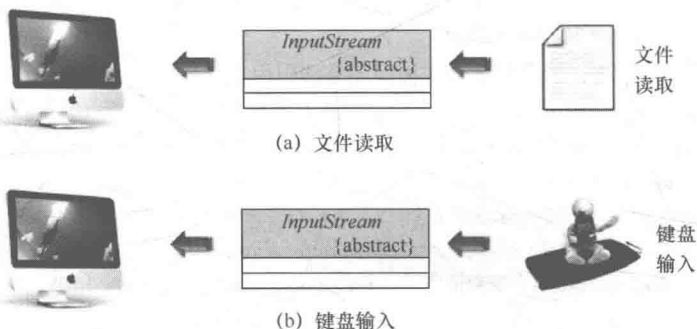 InputStream
{abstract}
文件
读取
(a) 文件读取
InputStream
{abstract}
键盘
输入
(b) 键盘输入